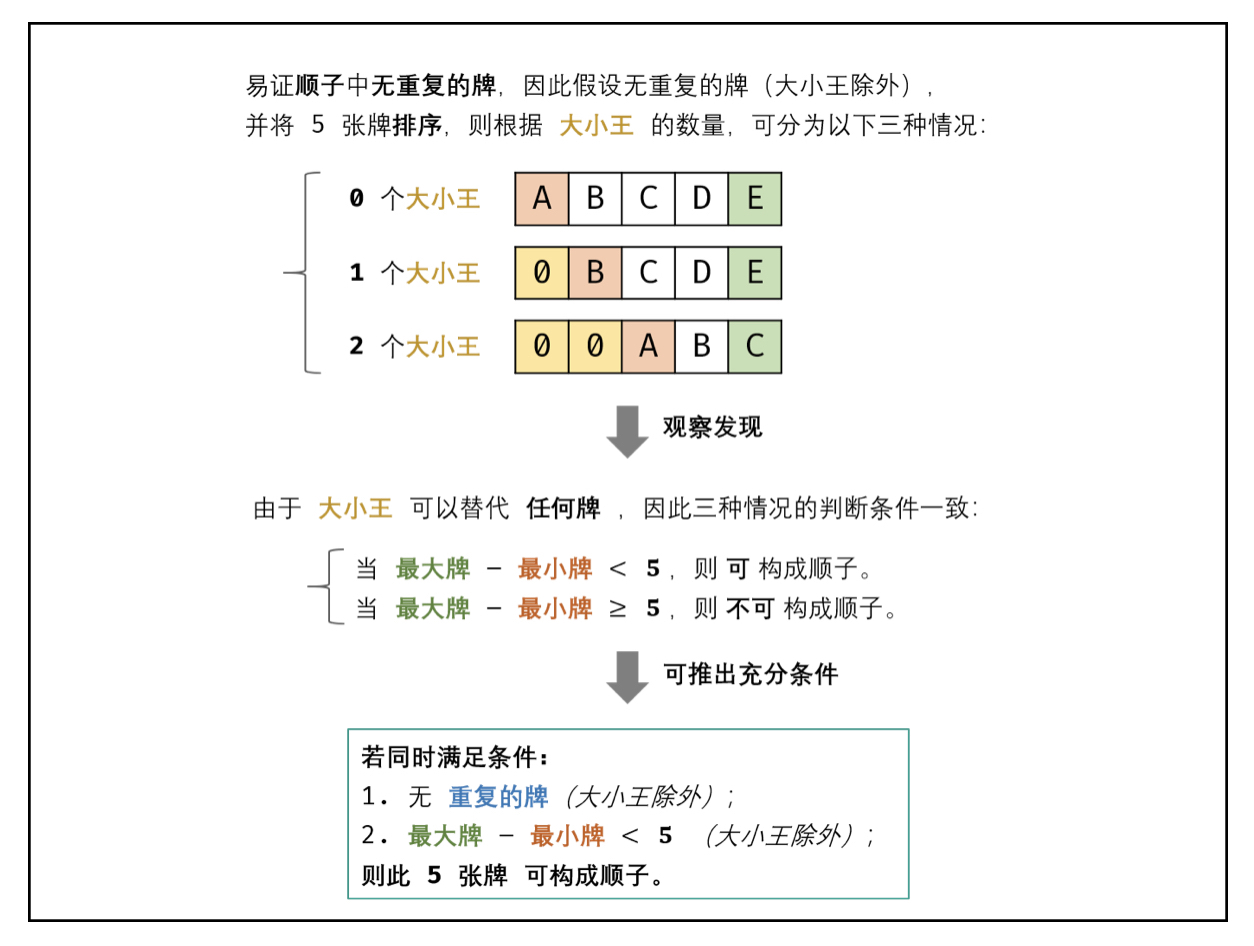 易证顺子中无重复的牌，因此假设无重复的牌（大小王除外），
并将 5 张牌排序，则根据 大小王 的数量，可分为以下三种情况：
0 个大小王 A B C D E
1 个大小王 0 B C D E
2 个大小王 0 0 A B C
观察发现
由于 大小王 可以替代 任何牌 ，因此三种情况的判断条件一致：
当 最大牌 - 最小牌 < 5 ，则 可 构成顺子。
当 最大牌 - 最小牌 ≥ 5 ，则 不可 构成顺子。
可推出充分条件
若同时满足条件：
1. 无 重复的牌（大小王除外）；
2. 最大牌 - 最小牌 < 5 （大小王除外）；
则此 5 张牌 可构成顺子。